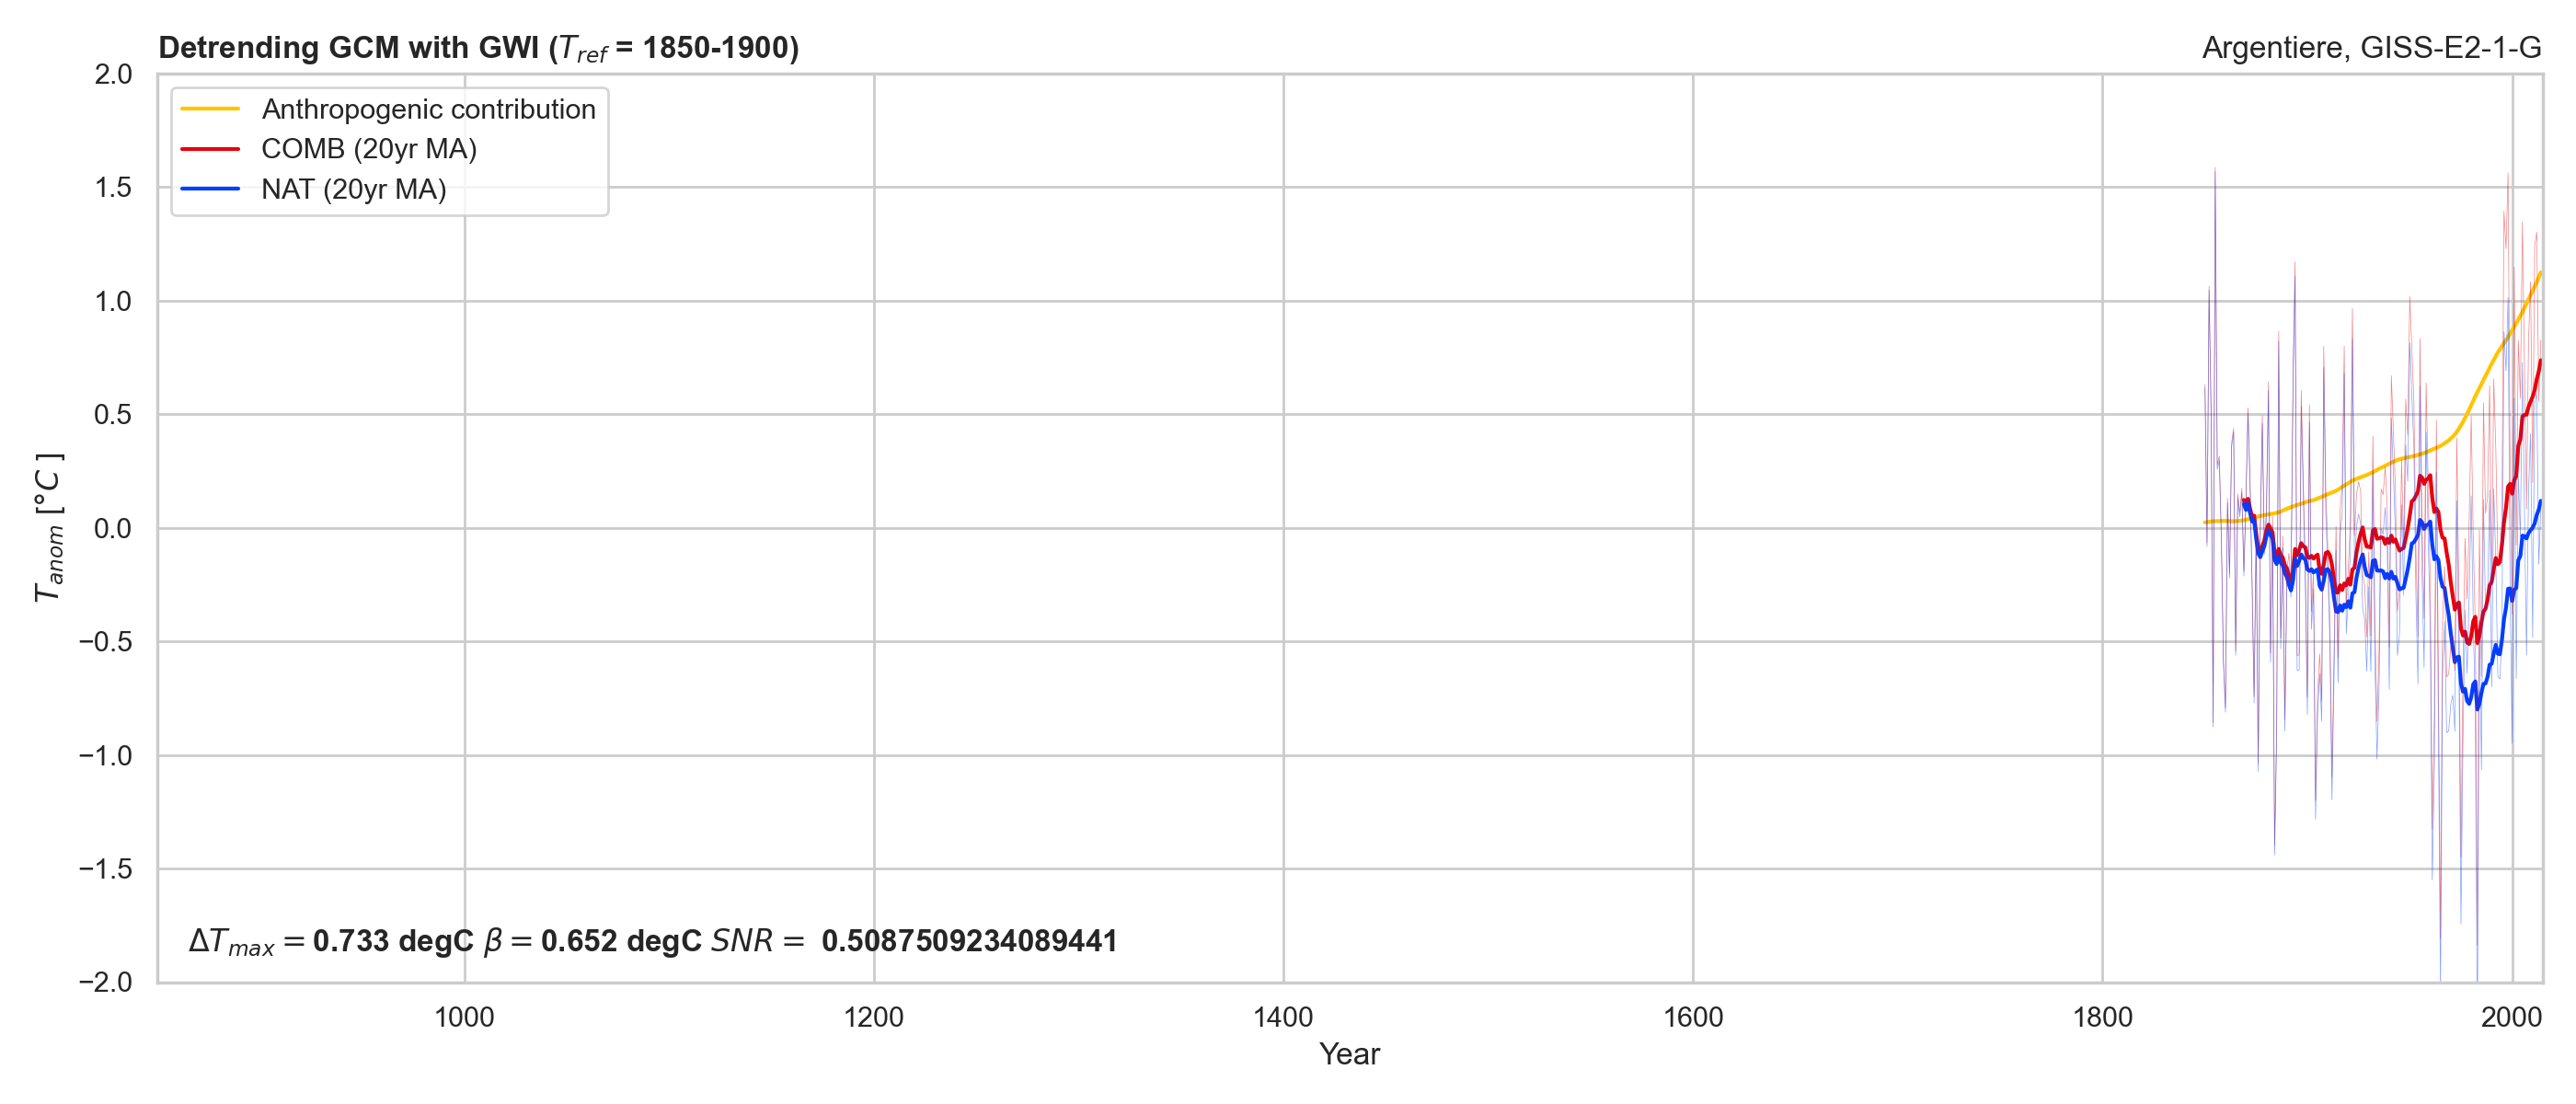 Detrending GCM with GWI (T_ref = 1850-1900)
Argentiere, GISS-E2-1-G
Anthropogenic contribution
COMB (20yr MA)
NAT (20yr MA)
2.0
1.5
1.0
0.5
0.0
−0.5
−1.0
−1.5
−2.0
T_anom [°C ]
ΔT_max = 0.733 degC β = 0.652 degC SNR = 0.5087509234089441
1000 1200 1400 1600 1800 2000
Year